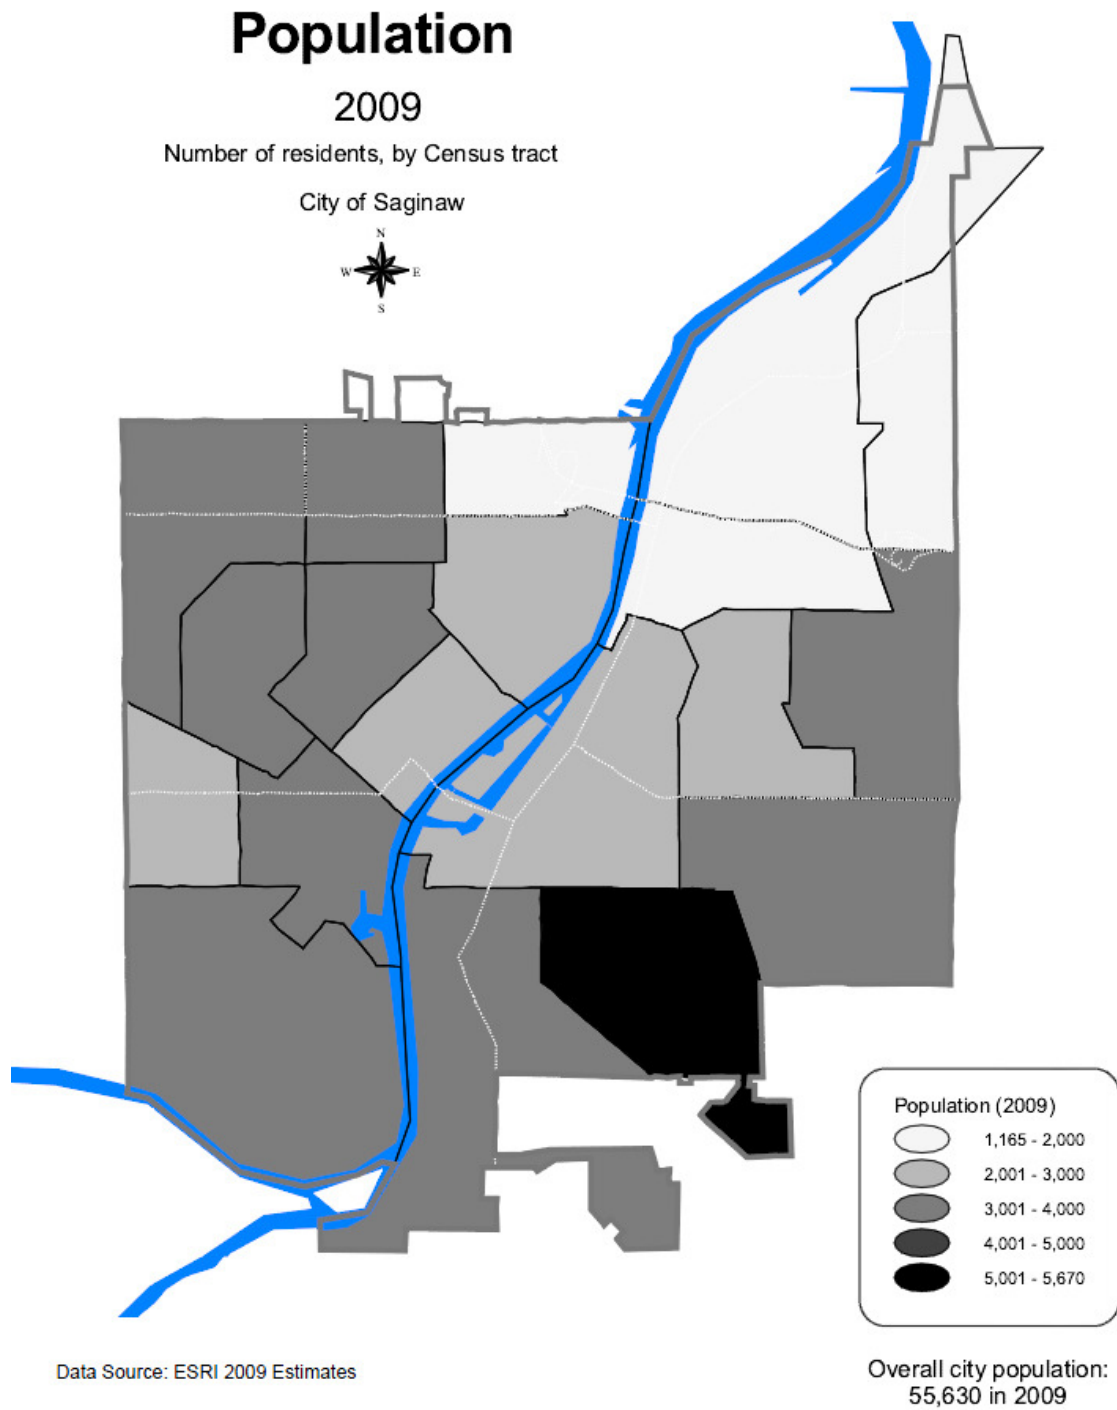 Population
2009
Number of residents, by Census tract
City of Saginaw
N
W E
S
Population (2009)
1,165 - 2,000
2,001 - 3,000
3,001 - 4,000
4,001 - 5,000
5,001 - 5,670
Data Source: ESRI 2009 Estimates
Overall city population:
55,630 in 2009